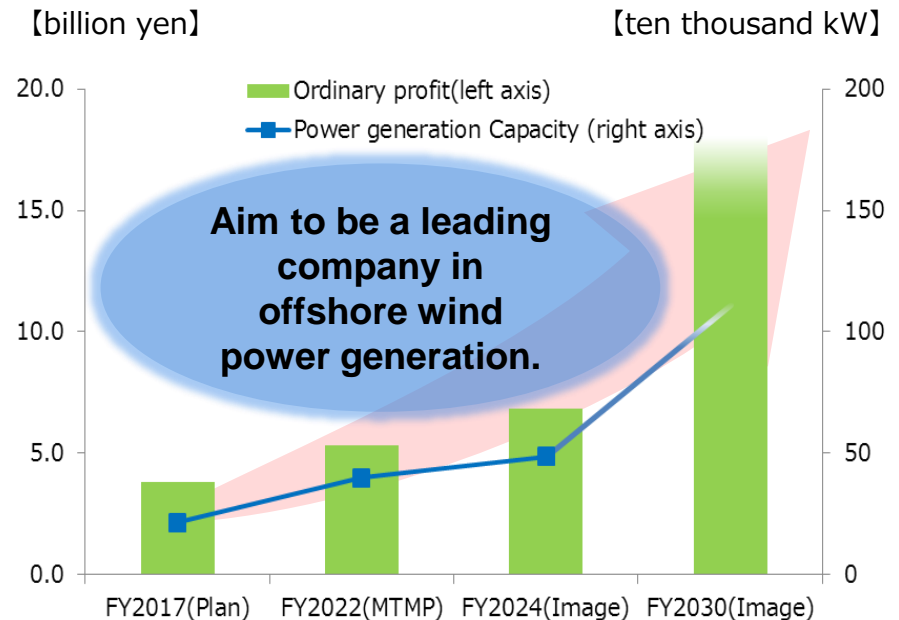 【billion yen】
【ten thousand kW】
Ordinary profit(left axis)
Power generation Capacity (right axis)
20.0
15.0
10.0
5.0
0.0
Aim to be a leading
company in
offshore wind
power generation.
200
150
100
50
0
FY2017(Plan) FY2022(MTMP) FY2024(Image) FY2030(Image)